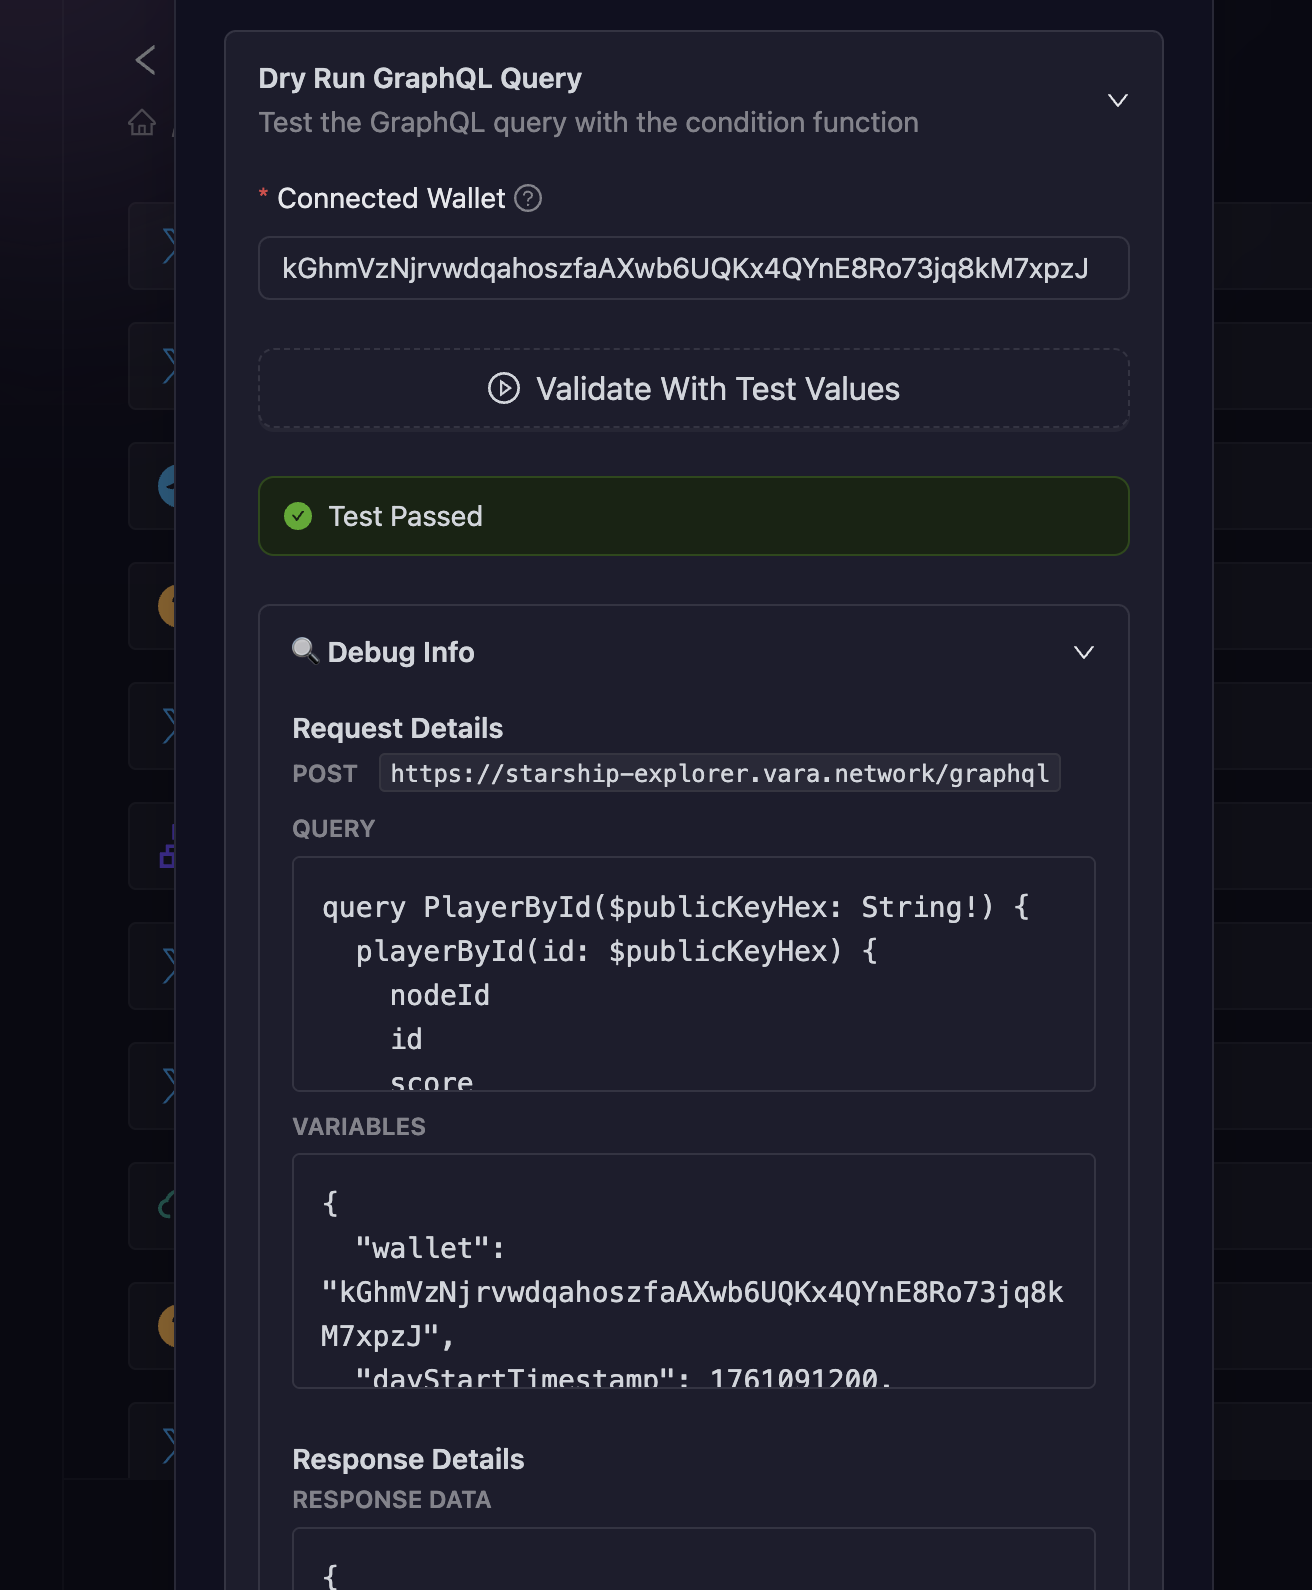 Dry Run GraphQL Query
Test the GraphQL query with the condition function
* Connected Wallet ?
kGhmVzNjrvwdqahoszfaAXwb6UQKx4QYnE8Ro73jq8kM7xpzJ
Validate With Test Values
Test Passed
🔍 Debug Info
Request Details
POST https://starship-explorer.vara.network/graphql
QUERY
query PlayerById($publicKeyHex: String!) {
playerById(id: $publicKeyHex) {
nodeId
id
score
VARIABLES
{
"wallet":
"kGhmVzNjrvwdqahoszfaAXwb6UQKx4QYnE8Ro73jq8k
M7xpzJ",
"dayStartTimestamp": 1761091200,
Response Details
RESPONSE DATA
{